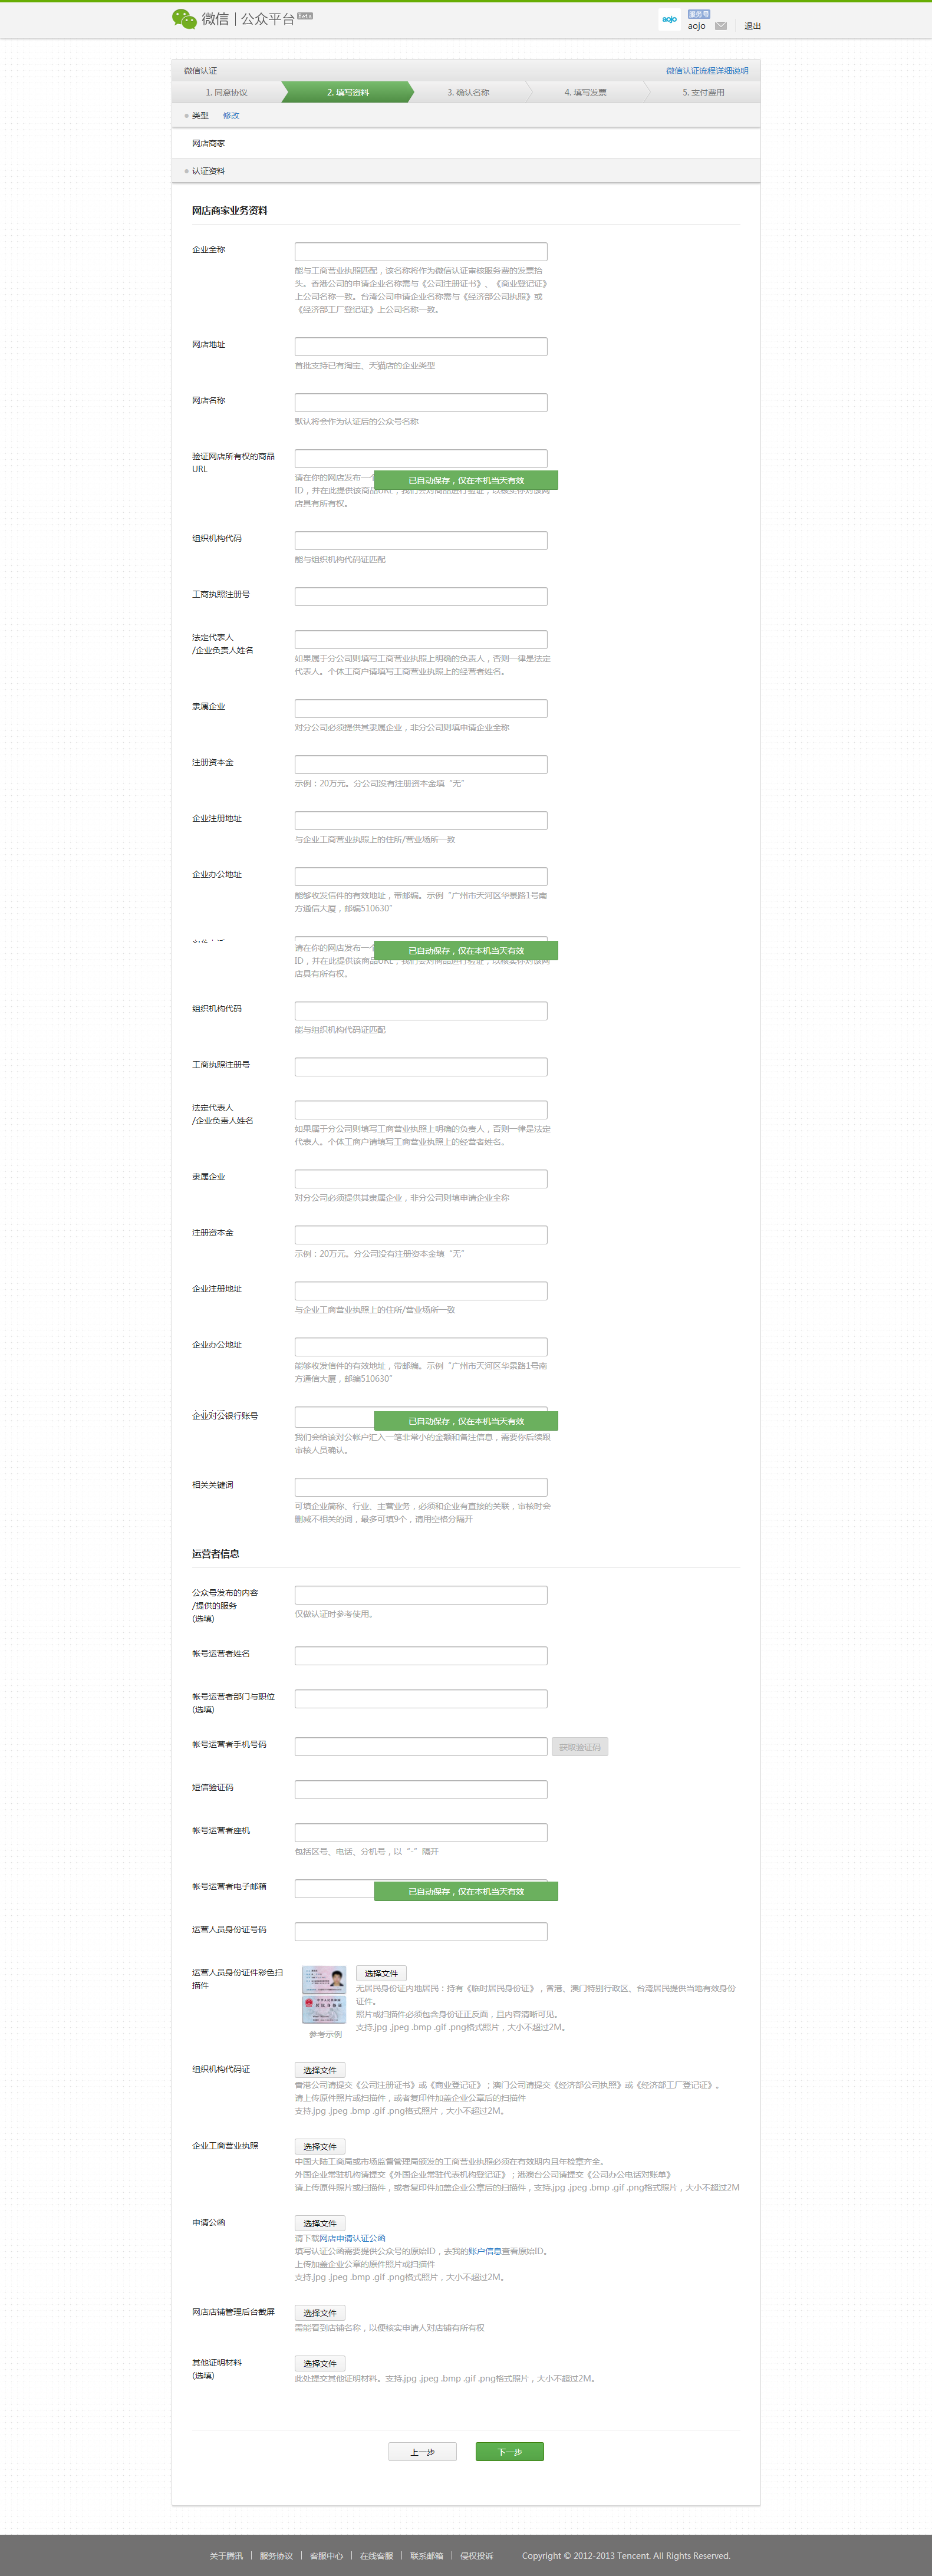 微信 | 公众平台 Beta
服务号
aojo
aojo
退出
微信认证
微信认证流程详细说明
1. 同意协议
2. 填写资料
3. 确认名称
4. 填写发票
5. 支付费用
类型 修改
网店商家
认证资料
网店商家业务资料
企业全称
能与工商营业执照匹配，该名称将作为微信认证审核服务费的发票抬
头。香港公司的申请企业名称需与《公司注册证书》、《商业登记证》
上公司名称一致。台湾公司申请企业名称需与《经济部公司执照》或
《经济部工厂登记证》上公司名称一致。
网店地址
首批支持已有淘宝、天猫店的企业类型
网店名称
默认将会作为认证后的公众号名称
验证网店所有权的商品
URL
请在你的网店发布一个
已自动保存，仅在本机当天有效
ID，并在此提供该商品URL，我们会对商品进行验证，以核实你对该网
店具有所有权。
组织机构代码
能与组织机构代码证匹配
工商执照注册号
法定代表人
/企业负责人姓名
如果属于分公司则填写工商营业执照上明确的负责人，否则一律是法定
代表人。个体工商户请填写工商营业执照上的经营者姓名。
隶属企业
对分公司必须提供其隶属企业，非分公司则填申请企业全称
注册资本金
示例：20万元。分公司没有注册资本金填“无”
企业注册地址
与企业工商营业执照上的住所/营业场所一致
企业办公地址
能够收发信件的有效地址，带邮编。示例“广州市天河区华景路1号南
方通信大厦，邮编510630”
请在你的网店发布一个
已自动保存，仅在本机当天有效
ID，并在此提供该商品URL，我们会对商品进行验证，以核实你对该网
店具有所有权。
组织机构代码
能与组织机构代码证匹配
工商执照注册号
法定代表人
/企业负责人姓名
如果属于分公司则填写工商营业执照上明确的负责人，否则一律是法定
代表人。个体工商户请填写工商营业执照上的经营者姓名。
隶属企业
对分公司必须提供其隶属企业，非分公司则填申请企业全称
注册资本金
示例：20万元。分公司没有注册资本金填“无”
企业注册地址
与企业工商营业执照上的住所/营业场所一致
企业办公地址
能够收发信件的有效地址，带邮编。示例“广州市天河区华景路1号南
方通信大厦，邮编510630”
企业对公银行账号
已自动保存，仅在本机当天有效
我们会给该对公帐户汇入一笔非常小的金额和备注信息，需要你后续跟
审核人员确认。
相关关键词
可填企业简称、行业、主营业务，必须和企业有直接的关联，审核时会
删减不相关的词，最多可填9个，请用空格分隔开
运营者信息
公众号发布的内容
/提供的服务
(选填)
仅做认证时参考使用。
帐号运营者姓名
帐号运营者部门与职位
(选填)
帐号运营者手机号码
获取验证码
短信验证码
帐号运营者座机
包括区号、电话、分机号，以“-”隔开
帐号运营者电子邮箱
已自动保存，仅在本机当天有效
运营人员身份证号码
运营人员身份证件彩色扫
描件
参考示例
选择文件
无居民身份证内地居民：持有《临时居民身份证》，香港、澳门特别行政区、台湾居民提供当地有效身份
证件。
照片或扫描件必须包含身份证正反面，且内容清晰可见。
支持.jpg .jpeg .bmp .gif .png格式照片，大小不超过2M。
组织机构代码证
选择文件
香港公司请提交《公司注册证书》或《商业登记证》；澳门公司请提交《经济部公司执照》或《经济部工厂登记证》。
请上传原件照片或扫描件，或者复印件加盖企业公章后的扫描件
支持.jpg .jpeg .bmp .gif .png格式照片，大小不超过2M。
企业工商营业执照
选择文件
中国大陆工商局或市场监督管理局颁发的工商营业执照必须在有效期内且年检章齐全。
外国企业常驻机构请提交《外国企业常驻代表机构登记证》；港澳台公司请提交《公司办公电话对账单》
请上传原件照片或扫描件，或者复印件加盖企业公章后的扫描件，支持.jpg .jpeg .bmp .gif .png格式照片，大小不超过2M
申请公函
选择文件
请下载网店申请认证公函
填写认证公函需要提供公众号的原始ID，去我的账户信息查看原始ID。
上传加盖企业公章的原件照片或扫描件
支持.jpg .jpeg .bmp .gif .png格式照片，大小不超过2M。
网店店铺管理后台截屏
选择文件
需能看到店铺名称，以便核实申请人对店铺有所有权
其他证明材料
(选填)
选择文件
此处提交其他证明材料。支持.jpg .jpeg .bmp .gif .png格式照片，大小不超过2M。
上一步
下一步
关于腾讯 | 服务协议 | 客服中心 | 在线客服 | 联系邮箱 | 侵权投诉
Copyright © 2012-2013 Tencent. All Rights Reserved.